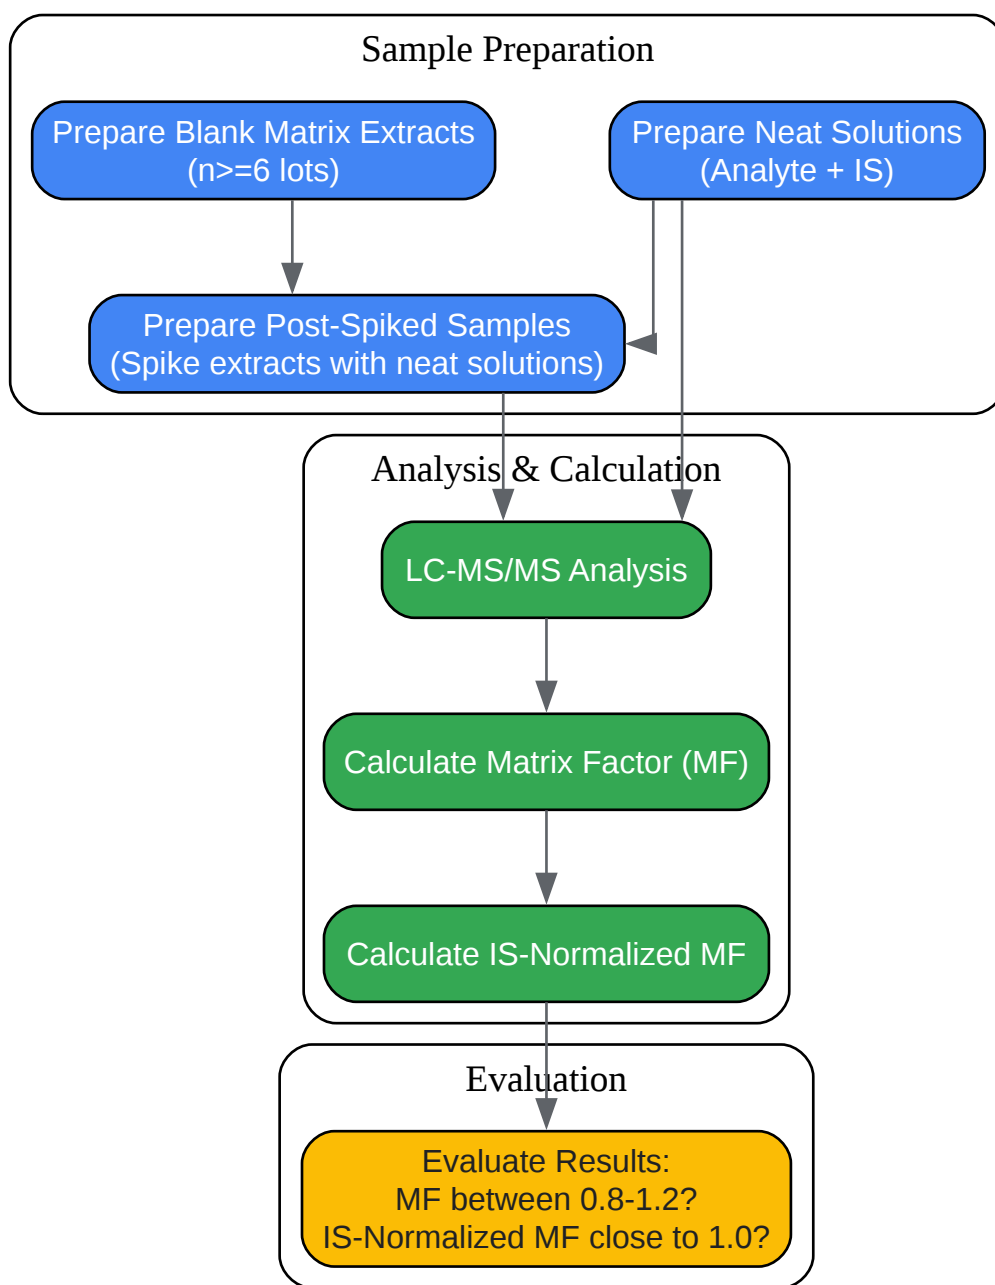 Sample Preparation
Prepare Blank Matrix Extracts
(n>=6 lots)
Prepare Neat Solutions
(Analyte + IS)
Prepare Post-Spiked Samples
(Spike extracts with neat solutions)
Analysis & Calculation
LC-MS/MS Analysis
Calculate Matrix Factor (MF)
Calculate IS-Normalized MF
Evaluation
Evaluate Results:
MF between 0.8-1.2?
IS-Normalized MF close to 1.0?